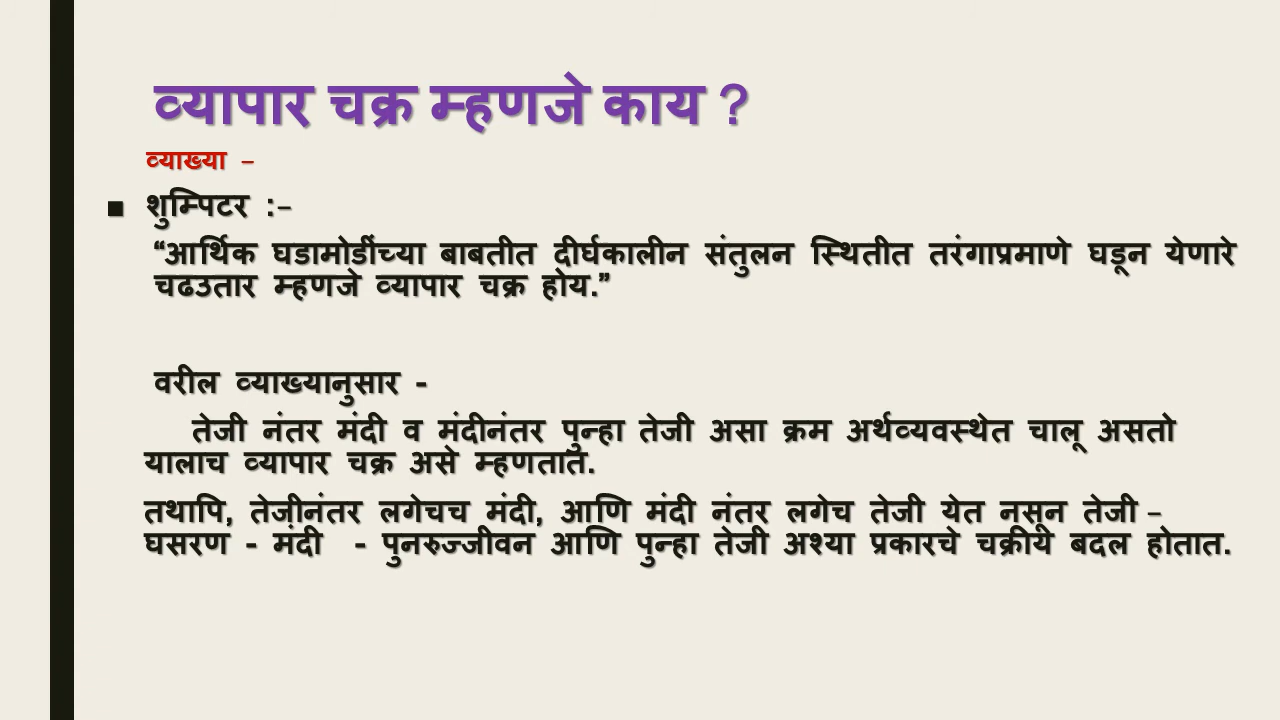 व्यापार चक्र म्हणजे काय ?
व्याख्या –
■ शुम्पिटर :–
“आर्थिक घडामोडींच्या बाबतीत दीर्घकालीन संतुलन स्थितीत तरंगाप्रमाणे घडून येणारे
चढउतार म्हणजे व्यापार चक्र होय.”
वरील व्याख्यानुसार -
तेजी नंतर मंदी व मंदीनंतर पुन्हा तेजी असा क्रम अर्थव्यवस्थेत चालू असतो
यालाच व्यापार चक्र असे म्हणतात.
तथापि, तेजीनंतर लगेचच मंदी, आणि मंदी नंतर लगेच तेजी येत नसून तेजी –
घसरण - मंदी - पुनरुज्जीवन आणि पुन्हा तेजी अश्या प्रकारचे चक्रीय बदल होतात.